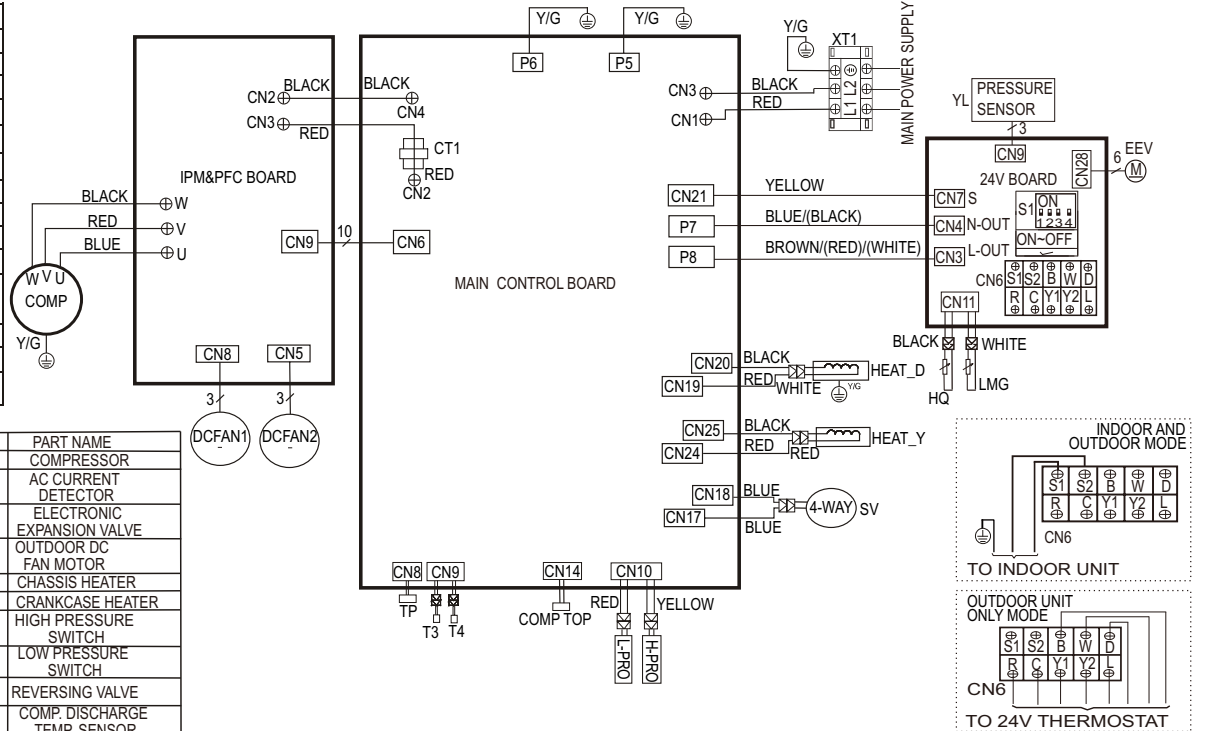 Y/G
Y/G
P6
P5
Y/G
XT1
MAIN POWER SUPPLY
L1 L2
CN2
BLACK
BLACK
CN4
CN3
RED
CT1
RED
CN2
CN3
BLACK
RED
CN1
YL
PRESSURE
SENSOR
3
CN9
CN28
6
EEV
M
24V BOARD
IPM&PFC BOARD
BLACK
W
RED
V
BLUE
U
W V U
COMP
Y/G
CN9
10
CN6
MAIN CONTROL BOARD
CN21
YELLOW
CN7 S
P7
BLUE/(BLACK)
CN4 N-OUT
P8
BROWN/(RED)/(WHITE)
CN3 L-OUT
S1
ON
1234
ON~OFF
CN6
S1 S2 B W D
R C Y1 Y2 L
CN11
BLACK
WHITE
HQ
LMG
CN8
CN5
3
3
DCFAN1
~
DCFAN2
~
CN20
BLACK
CN19
RED
WHITE
Y/G
HEAT_D
CN25
BLACK
CN24
RED
RED
HEAT_Y
CN18
BLUE
CN17
BLUE
4-WAY
SV
CN8
CN9
CN14
CN10
TP
T3 T4
COMP TOP
RED
YELLOW
L-PRO
H-PRO
INDOOR AND
OUTDOOR MODE
S1 S2 B W D
R C Y1 Y2 L
CN6
TO INDOOR UNIT
OUTDOOR UNIT
ONLY MODE
S1 S2 B W D
R C Y1 Y2 L
CN6
TO 24V THERMOSTAT
PART NAME
COMPRESSOR
AC CURRENT
DETECTOR
ELECTRONIC
EXPANSION VALVE
OUTDOOR DC
FAN MOTOR
CHASSIS HEATER
CRANKCASE HEATER
HIGH PRESSURE
SWITCH
LOW PRESSURE
SWITCH
REVERSING VALVE
COMP. DISCHARGE
TEMP. SENSOR